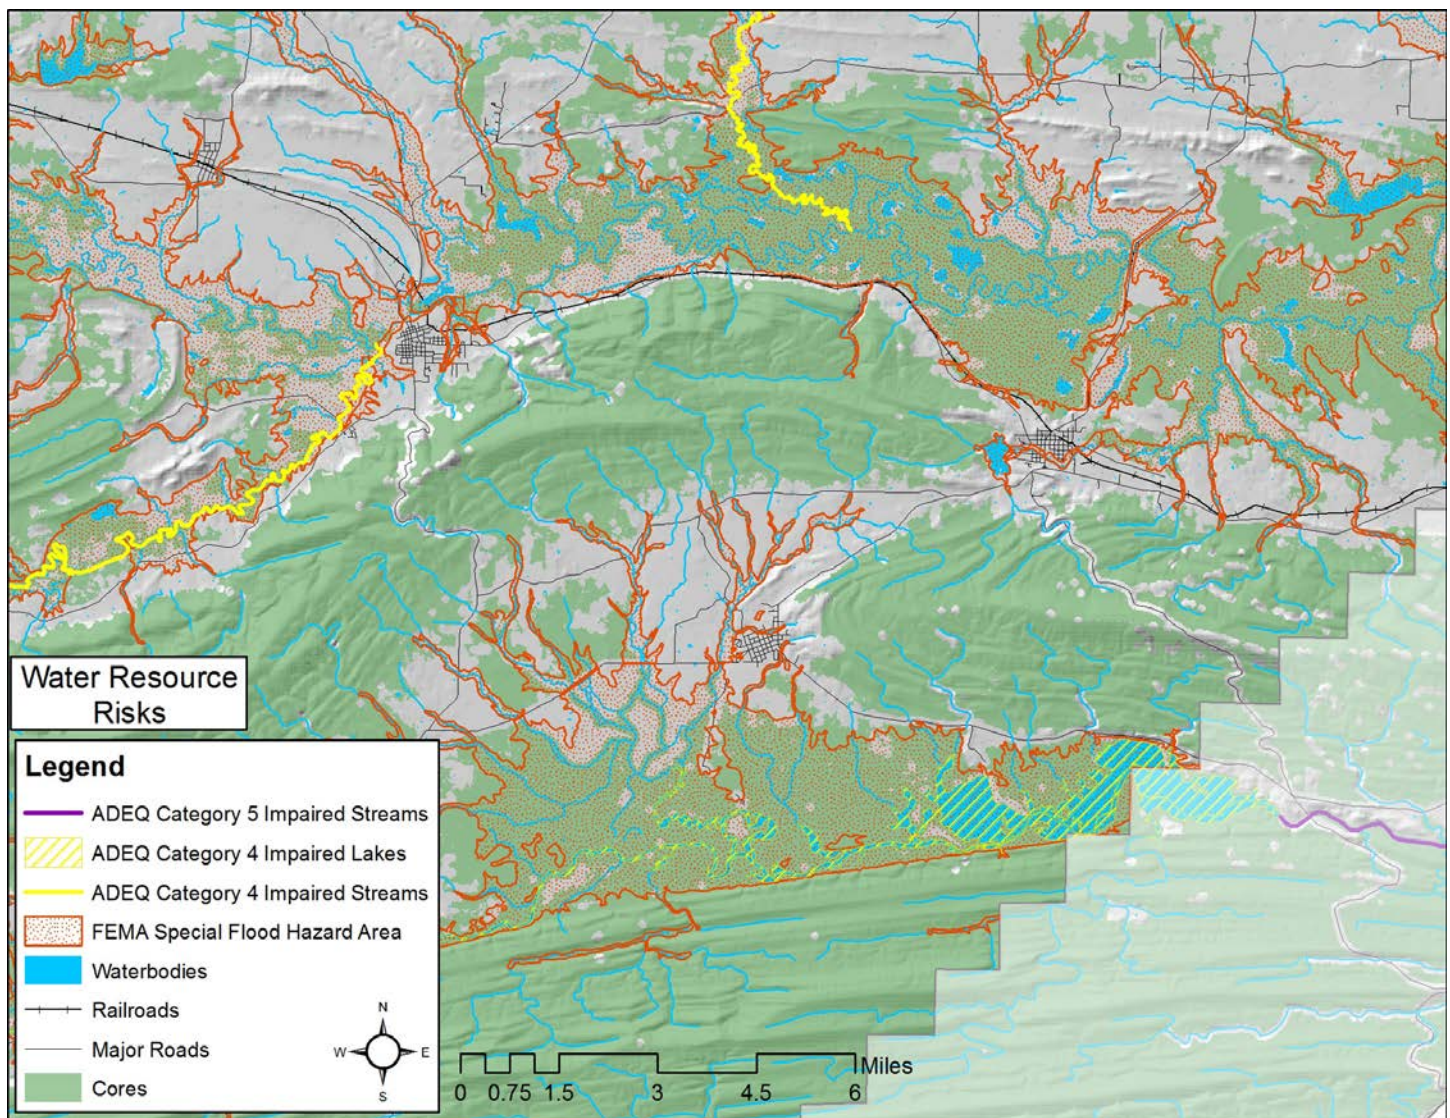 Water Resource
Risks
Legend
ADEQ Category 5 Impaired Streams
ADEQ Category 4 Impaired Lakes
ADEQ Category 4 Impaired Streams
FEMA Special Flood Hazard Area
Waterbodies
Railroads
Major Roads
Cores
N
W E
S
Miles
0 0.75 1.5 3 4.5 6